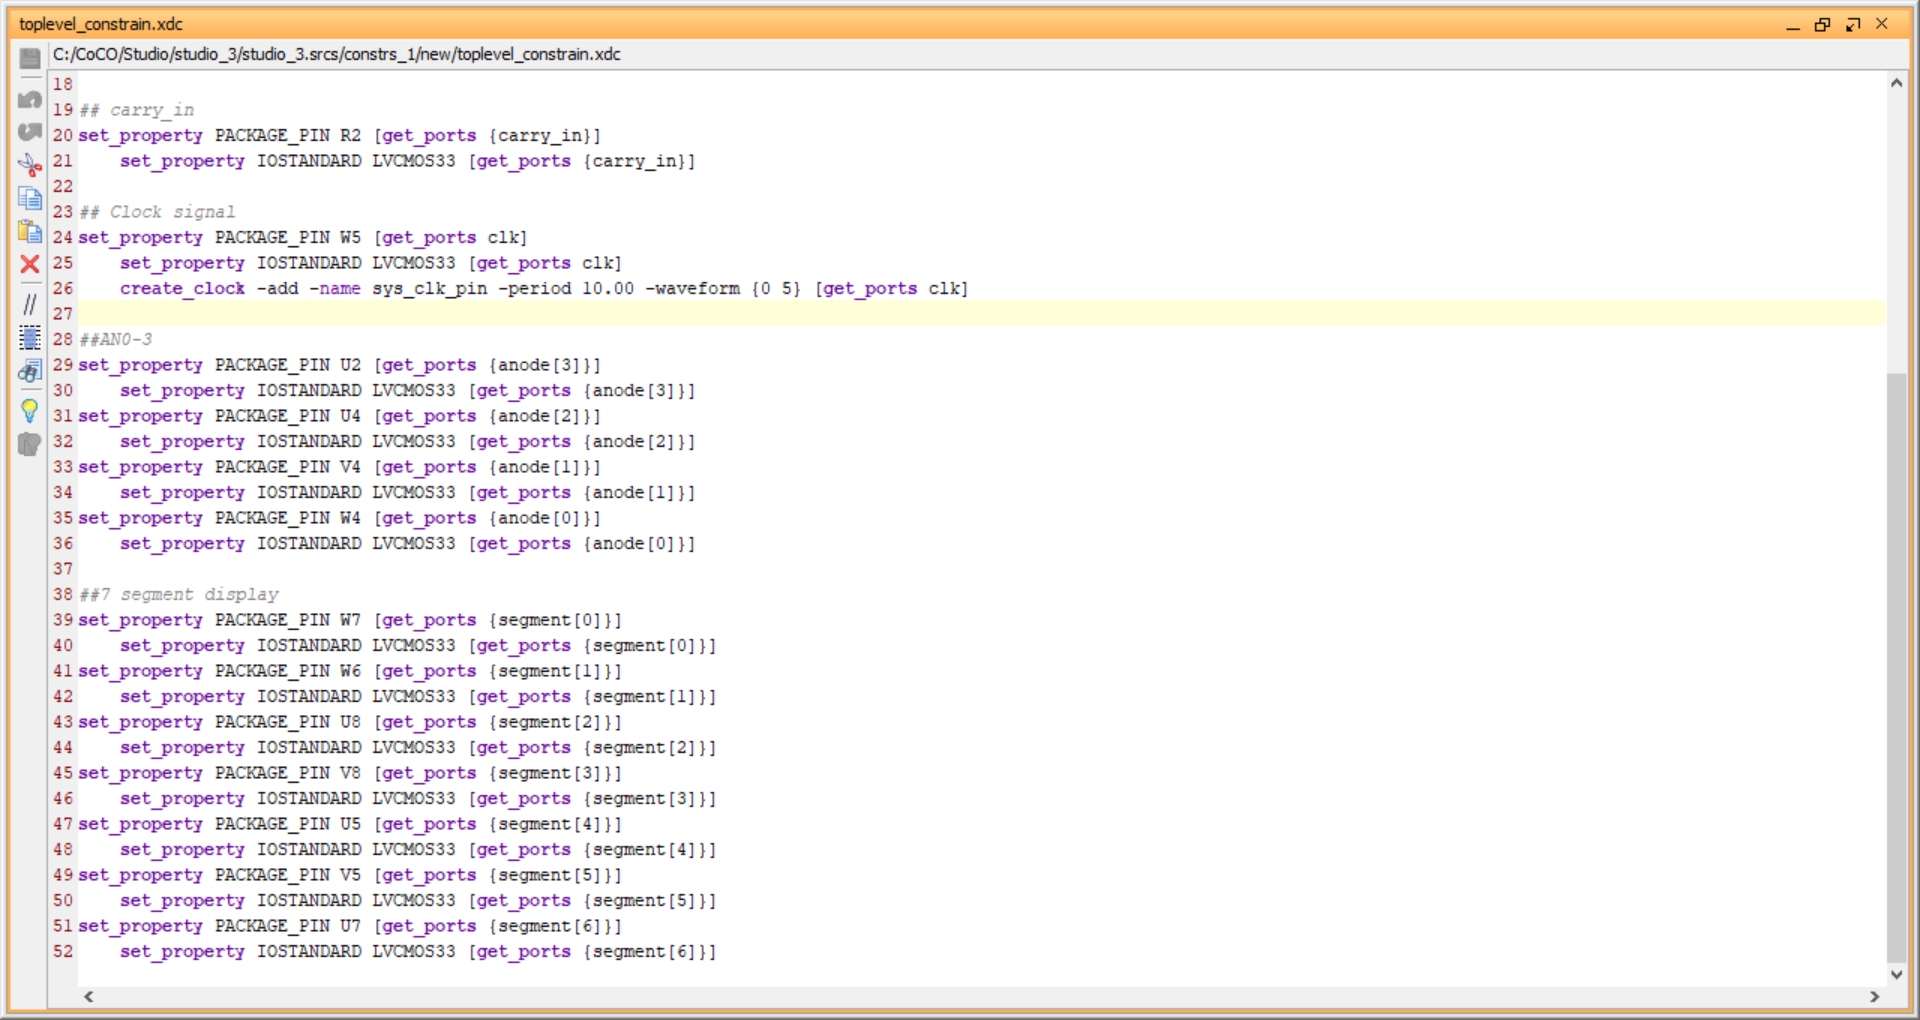 toplevel_constrain.xdc
C:/CoCO/Studio/studio_3/studio_3.srcs/constrs_1/new/toplevel_constrain.xdc
18
19 ## carry_in
20 set_property PACKAGE_PIN R2 [get_ports {carry_in}]
21 set_property IOSTANDARD LVCMOS33 [get_ports {carry_in}]
22
23 ## Clock signal
24 set_property PACKAGE_PIN W5 [get_ports clk]
25 set_property IOSTANDARD LVCMOS33 [get_ports clk]
26 create_clock -add -name sys_clk_pin -period 10.00 -waveform {0 5} [get_ports clk]
27
28 ##AN0-3
29 set_property PACKAGE_PIN U2 [get_ports {anode[3]}]
30 set_property IOSTANDARD LVCMOS33 [get_ports {anode[3]}]
31 set_property PACKAGE_PIN U4 [get_ports {anode[2]}]
32 set_property IOSTANDARD LVCMOS33 [get_ports {anode[2]}]
33 set_property PACKAGE_PIN V4 [get_ports {anode[1]}]
34 set_property IOSTANDARD LVCMOS33 [get_ports {anode[1]}]
35 set_property PACKAGE_PIN W4 [get_ports {anode[0]}]
36 set_property IOSTANDARD LVCMOS33 [get_ports {anode[0]}]
37
38 ##7 segment display
39 set_property PACKAGE_PIN W7 [get_ports {segment[0]}]
40 set_property IOSTANDARD LVCMOS33 [get_ports {segment[0]}]
41 set_property PACKAGE_PIN W6 [get_ports {segment[1]}]
42 set_property IOSTANDARD LVCMOS33 [get_ports {segment[1]}]
43 set_property PACKAGE_PIN U8 [get_ports {segment[2]}]
44 set_property IOSTANDARD LVCMOS33 [get_ports {segment[2]}]
45 set_property PACKAGE_PIN V8 [get_ports {segment[3]}]
46 set_property IOSTANDARD LVCMOS33 [get_ports {segment[3]}]
47 set_property PACKAGE_PIN U5 [get_ports {segment[4]}]
48 set_property IOSTANDARD LVCMOS33 [get_ports {segment[4]}]
49 set_property PACKAGE_PIN V5 [get_ports {segment[5]}]
50 set_property IOSTANDARD LVCMOS33 [get_ports {segment[5]}]
51 set_property PACKAGE_PIN U7 [get_ports {segment[6]}]
52 set_property IOSTANDARD LVCMOS33 [get_ports {segment[6]}]